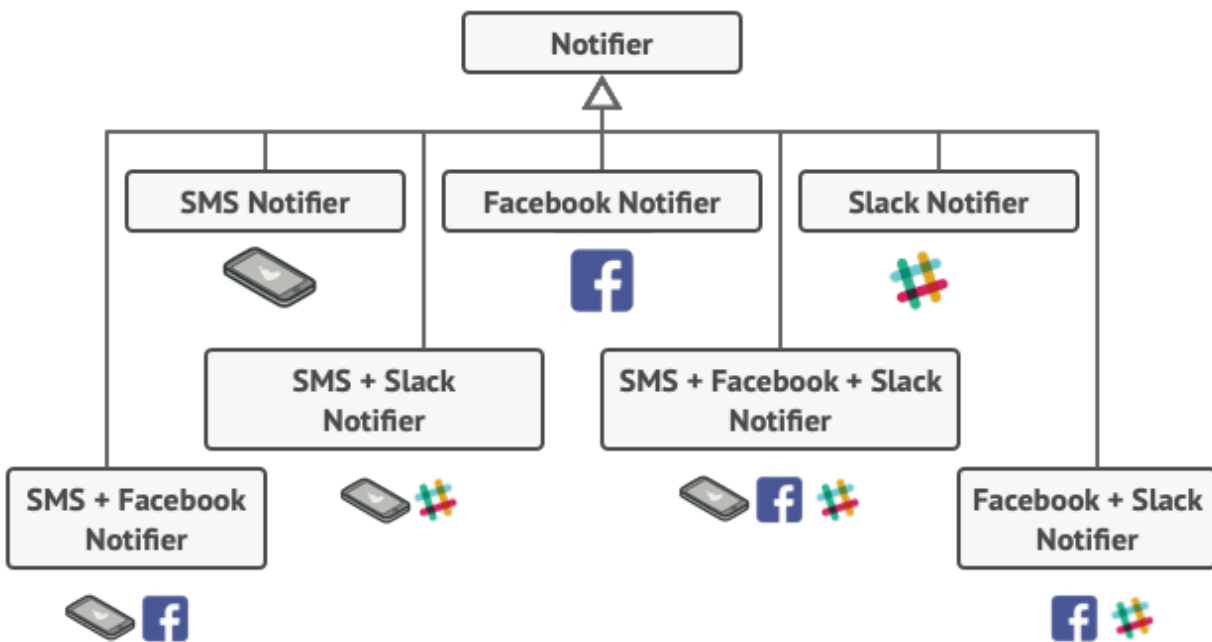 Notifier
SMS Notifier
Facebook Notifier
Slack Notifier
SMS + Slack
Notifier
SMS + Facebook + Slack
Notifier
SMS + Facebook
Notifier
Facebook + Slack
Notifier